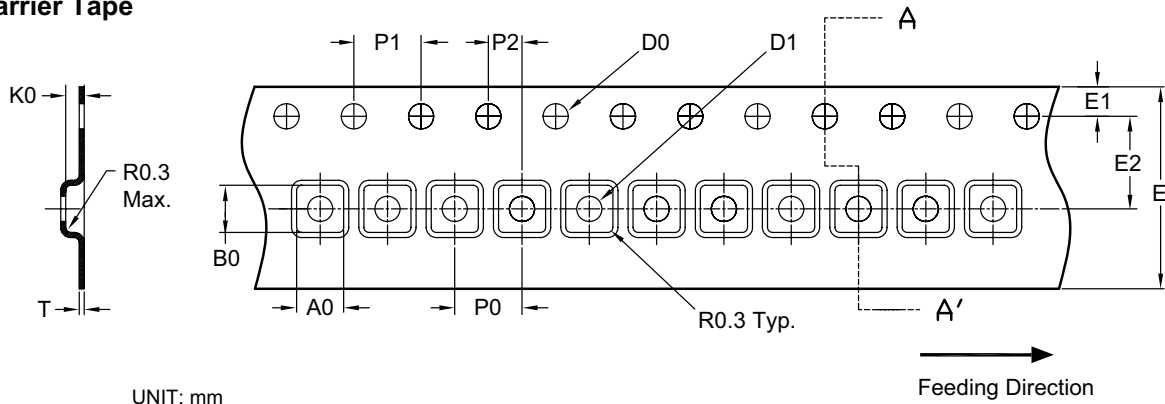 arrier Tape
A
P1
P2
D0
D1
K0
E1
E2
R0.3
Max.
E
B0
T
A0
P0
R0.3 Typ.
A′
Feeding Direction
UNIT: mm